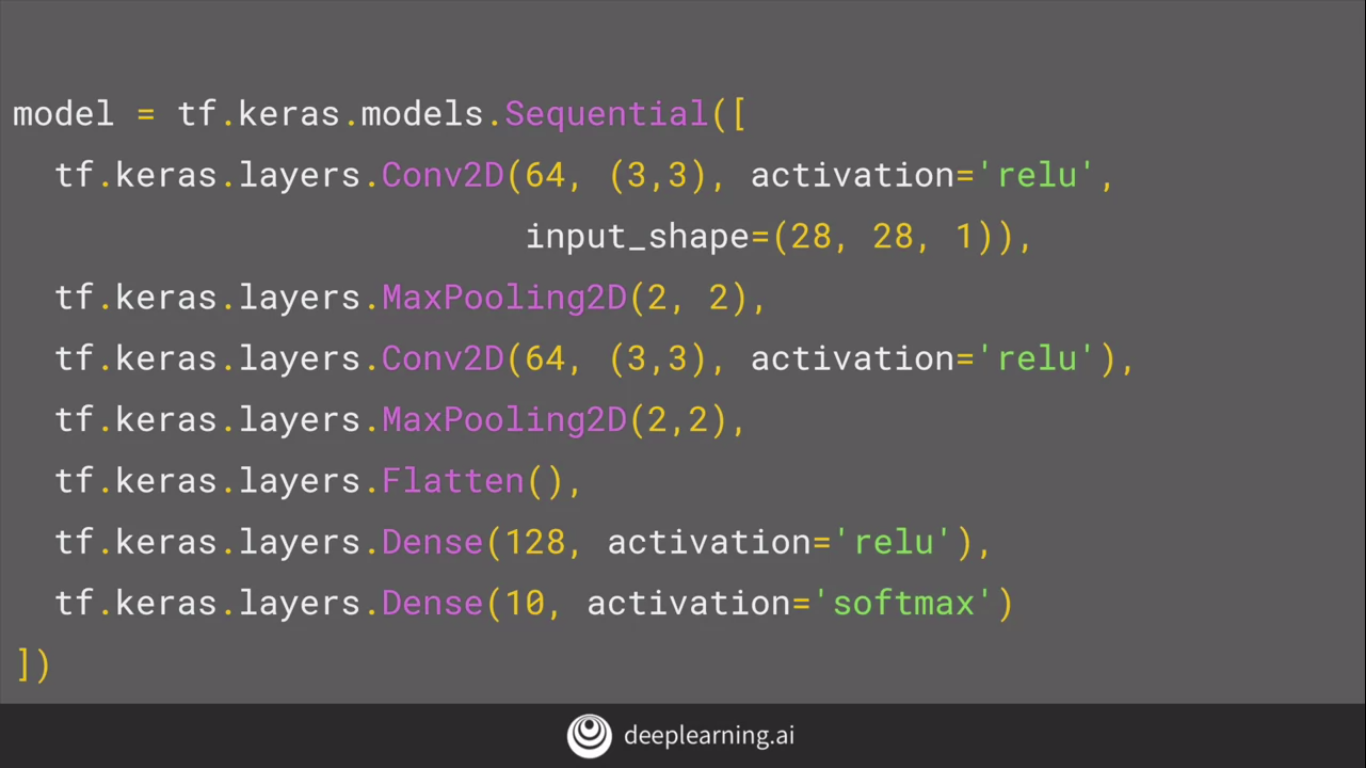 model = tf.keras.models.Sequential([
  tf.keras.layers.Conv2D(64, (3,3), activation='relu',
                         input_shape=(28, 28, 1)),
  tf.keras.layers.MaxPooling2D(2, 2),
  tf.keras.layers.Conv2D(64, (3,3), activation='relu'),
  tf.keras.layers.MaxPooling2D(2,2),
  tf.keras.layers.Flatten(),
  tf.keras.layers.Dense(128, activation='relu'),
  tf.keras.layers.Dense(10, activation='softmax')
])
deeplearning.ai